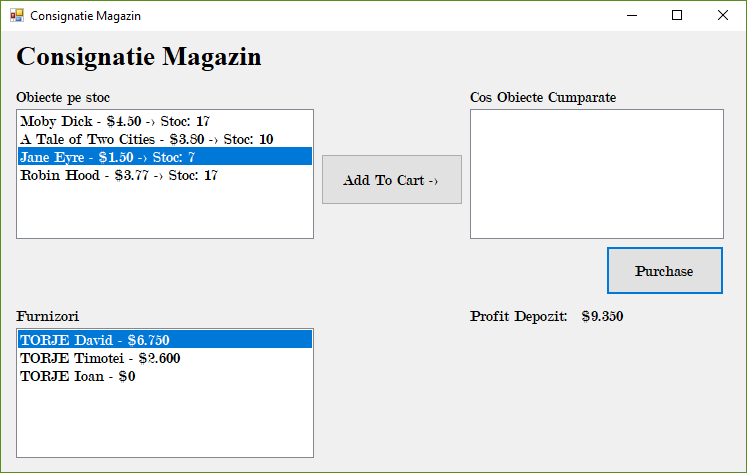 Consignatie Magazin
Consignatie Magazin
Obiecte pe stoc
Moby Dick - $4.50 -> Stoc: 17
A Tale of Two Cities - $3.80 -> Stoc: 10
Jane Eyre - $1.50 -> Stoc: 7
Robin Hood - $3.77 -> Stoc: 17
Add To Cart ->
Cos Obiecte Cumparate
Purchase
Furnizori
TORJE David - $6.750
TORJE Timotei - $2.600
TORJE Ioan - $0
Profit Depozit: $9.350